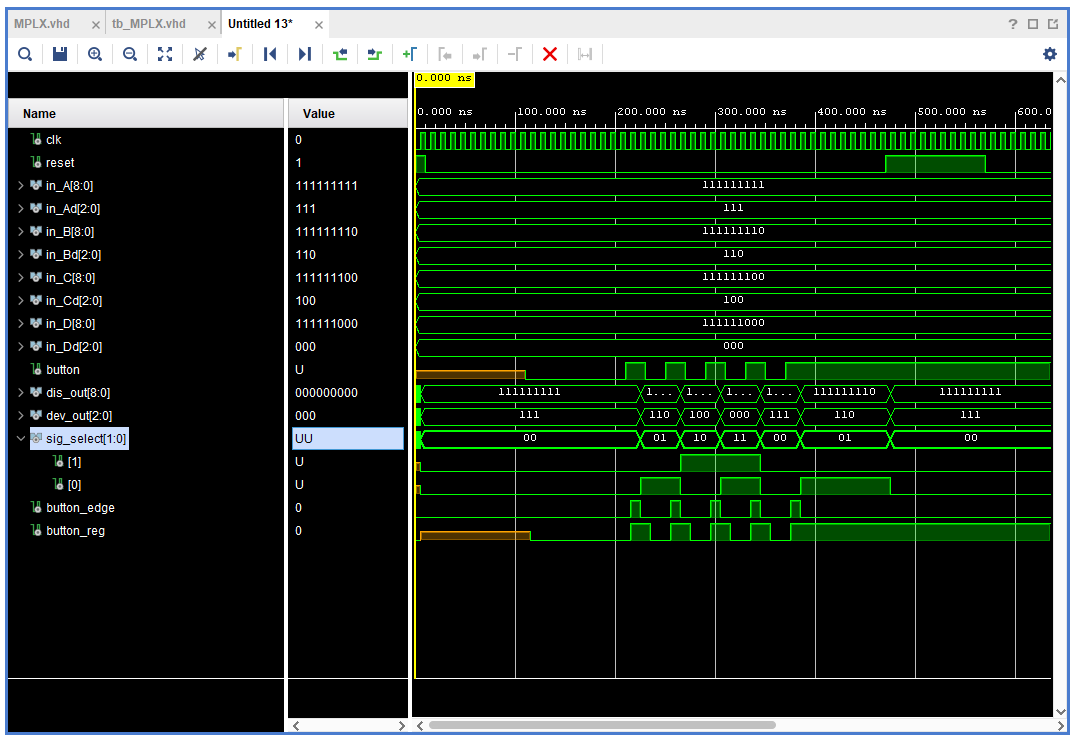 MPLX.vhd × tb_MPLX.vhd × Untitled 13* × ?
0.000 ns
Name Value 0.000 ns 100.000 ns 200.000 ns 300.000 ns 400.000 ns 500.000 ns 600.0
clk 0
reset 1
in_A[8:0] 111111111 111111111
in_Ad[2:0] 111 111
in_B[8:0] 111111110 111111110
in_Bd[2:0] 110 110
in_C[8:0] 111111100 111111100
in_Cd[2:0] 100 100
in_D[8:0] 111111000 111111000
in_Dd[2:0] 000 000
button U
dis_out[8:0] 000000000 111111111 1... 1... 1... 1... 111111110 111111111
dev_out[2:0] 000 111 110 100 000 111 110 111
sig_select[1:0] UU 00 01 10 11 00 01 00
[1] U
[0] U
button_edge 0
button_reg 0